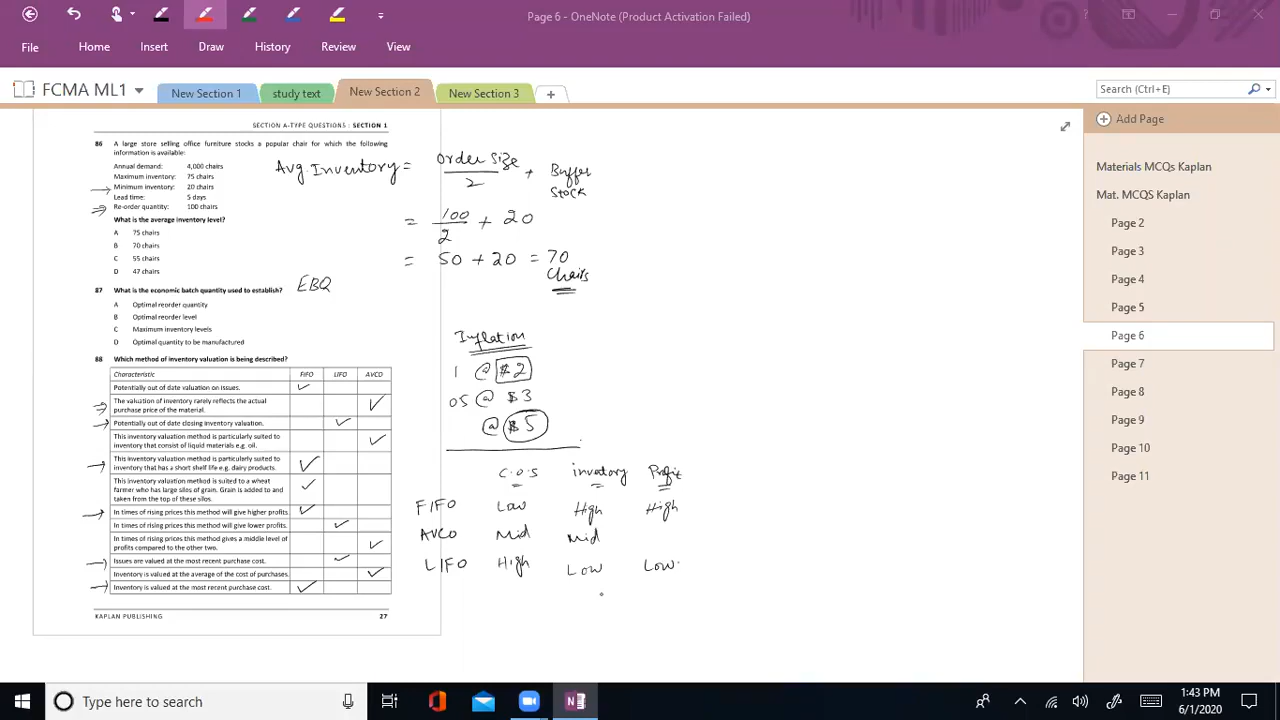 Page 6 - OneNote (Product Activation Failed)
File Home Insert Draw History Review View
FCMA ML1 New Section 1 study text New Section 2 New Section 3 Search (Ctrl+E)
Add Page
Materials MCQs Kaplan
Mat. MCQS Kaplan
Page 2
Page 3
Page 4
Page 5
Page 6
Page 7
Page 8
Page 9
Page 10
Page 11
SECTION A-TYPE QUESTIONS : SECTION 1
86 A large store selling office furniture stocks a popular chair for which the following
information is available:
Annual demand: 4,000 chairs
Maximum inventory: 75 chairs
Minimum inventory: 20 chairs
Lead time: 5 days
Re-order quantity: 100 chairs
What is the average inventory level?
A 75 chairs
B 70 chairs
C 55 chairs
D 47 chairs
87 What is the economic batch quantity used to establish? EBQ
A Optimal reorder quantity
B Optimal reorder level
C Maximum inventory levels
D Optimal quantity to be manufactured
88 Which method of inventory valuation is being described?
Characteristic FIFO LIFO AVCO
Potentially out of date valuation on issues.
The valuation of inventory rarely reflects the actual
purchase price of the material.
Potentially out of date closing inventory valuation.
This inventory valuation method is particularly suited to
inventory that consist of liquid materials e.g. oil.
This inventory valuation method is particularly suited to
inventory that has a short shelf life e.g. dairy products.
This inventory valuation method is suited to a wheat
farmer who has large silos of grain. Grain is added to and
taken from the top of these silos.
In times of rising prices this method will give higher profits.
In times of rising prices this method will give lower profits.
In times of rising prices this method gives a middle level of
profits compared to the other two.
Issues are valued at the most recent purchase cost.
Inventory is valued at the average of the cost of purchases.
Inventory is valued at the most recent purchase cost.
KAPLAN PUBLISHING 27
Avg. Inventory = Order Size / 2 + Buffer
Stock
= 100 / 2 + 20
= 50 + 20 = 70
Chairs
Inflation
1 @ $2
05 @ $3
@ $5
C.O.S inventory Profit
FIFO Low High High
AVCO Mid Mid
LIFO High Low Low
Type here to search
1:43 PM
6/1/2020